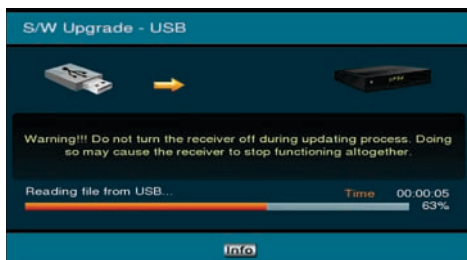 S/W Upgrade - USB
Warning!!! Do not turn the receiver off during updating process. Doing
so may cause the receiver to stop functioning altogether.
Reading file from USB... Time 00:00:05
63%
Info